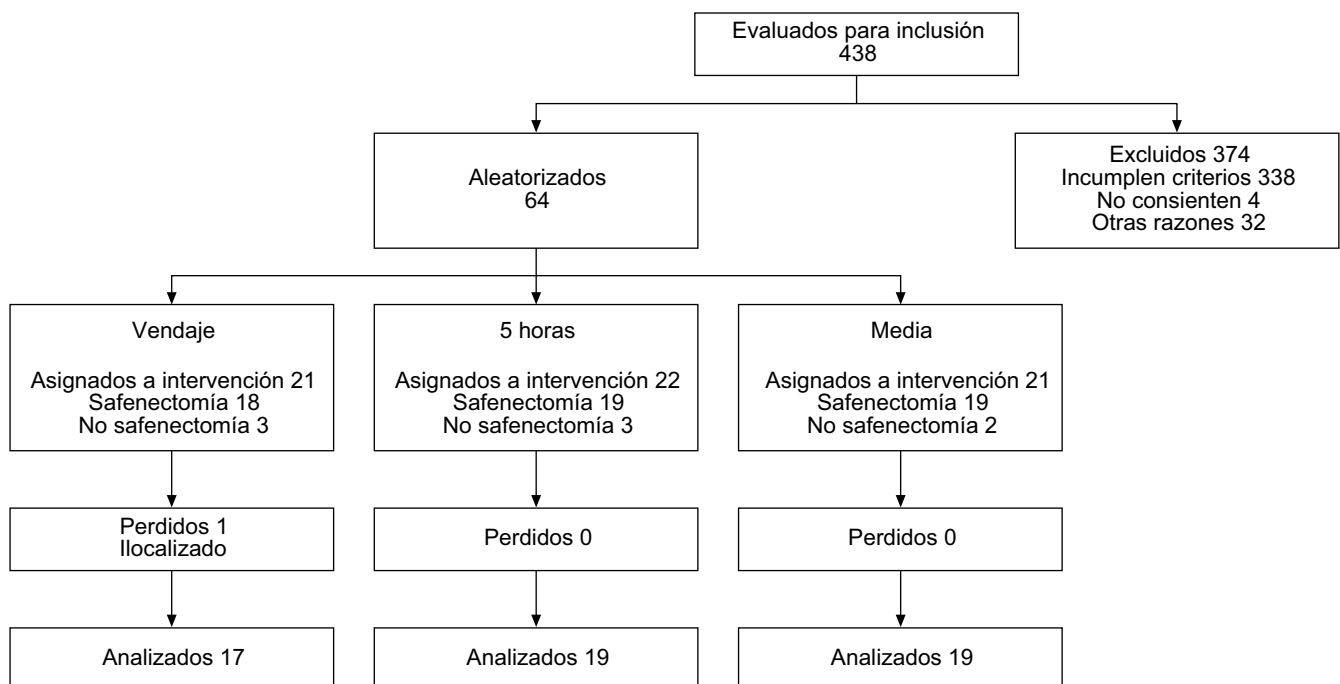 Evaluados para inclusión
438
Aleatorizados
64
Excluidos 374
Incumplen criterios 338
No consienten 4
Otras razones 32
Vendaje
Asignados a intervención 21
Safenectomía 18
No safenectomía 3
5 horas
Asignados a intervención 22
Safenectomía 19
No safenectomía 3
Media
Asignados a intervención 21
Safenectomía 19
No safenectomía 2
Perdidos 1
Ilocalizado
Perdidos 0
Perdidos 0
Analizados 17
Analizados 19
Analizados 19